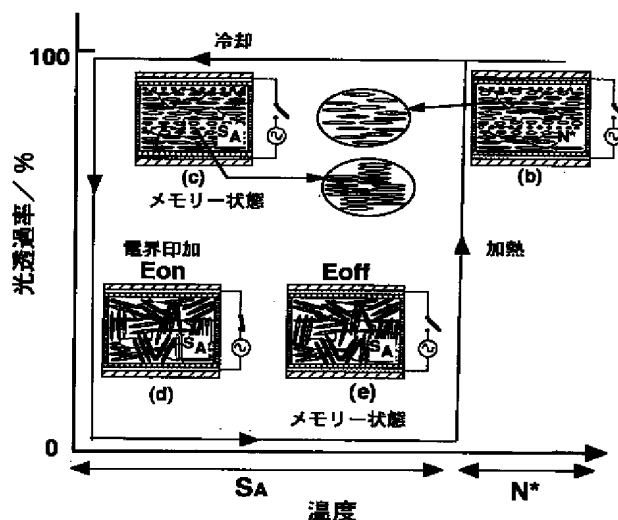 冷却
100
SA
N*
(c)
(b)
メモリー状態
光透過率/%
電界印加
Eon
Eoff
加熱
SA
SA
(d)
(e)
メモリー状態
0
SA
N*
温度